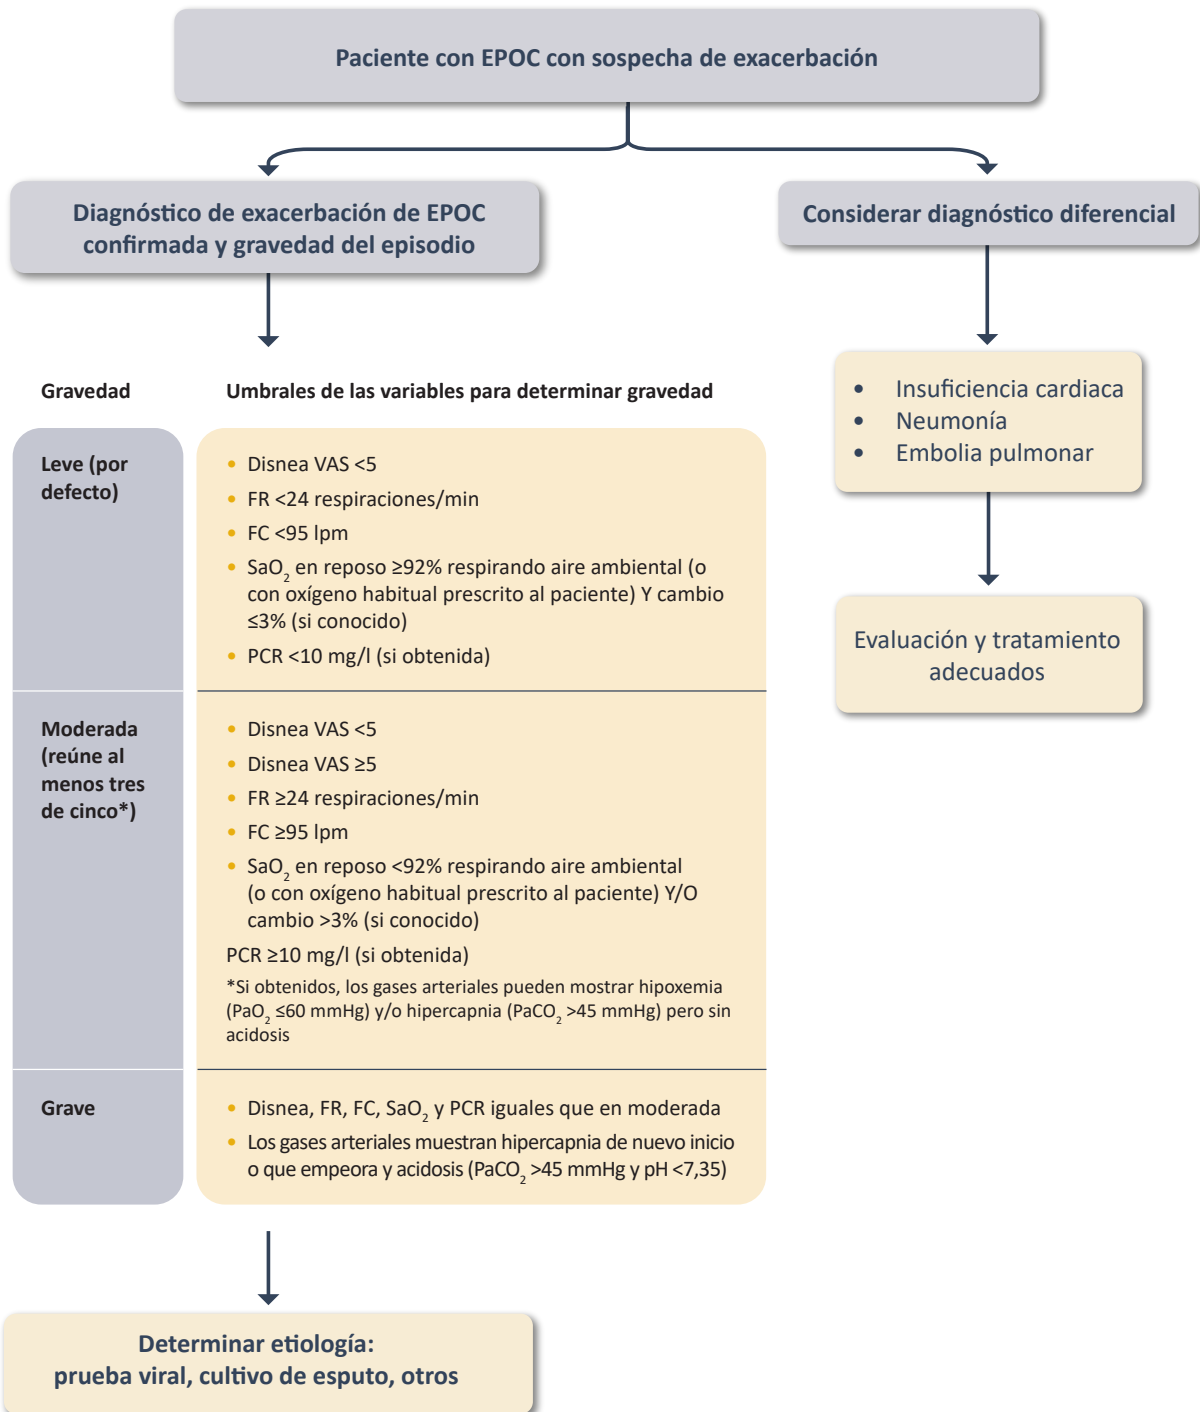 Paciente con EPOC con sospecha de exacerbación
Diagnóstico de exacerbación de EPOC
confirmada y gravedad del episodio
Considerar diagnóstico diferencial
• Insuficiencia cardiaca
• Neumonía
• Embolia pulmonar
Evaluación y tratamiento
adecuados
Gravedad
Umbrales de las variables para determinar gravedad
Leve (por
defecto)
• Disnea VAS <5
• FR <24 respiraciones/min
• FC <95 lpm
• SaO₂ en reposo ≥92% respirando aire ambiental (o
con oxígeno habitual prescrito al paciente) Y cambio
≤3% (si conocido)
• PCR <10 mg/l (si obtenida)
Moderada
(reúne al
menos tres
de cinco*)
• Disnea VAS <5
• Disnea VAS ≥5
• FR ≥24 respiraciones/min
• FC ≥95 lpm
• SaO₂ en reposo <92% respirando aire ambiental
(o con oxígeno habitual prescrito al paciente) Y/O
cambio >3% (si conocido)
PCR ≥10 mg/l (si obtenida)
*Si obtenidos, los gases arteriales pueden mostrar hipoxemia
(PaO₂ ≤60 mmHg) y/o hipercapnia (PaCO₂ >45 mmHg) pero sin
acidosis
Grave
• Disnea, FR, FC, SaO₂ y PCR iguales que en moderada
• Los gases arteriales muestran hipercapnia de nuevo inicio
o que empeora y acidosis (PaCO₂ >45 mmHg y pH <7,35)
Determinar etiología:
prueba viral, cultivo de esputo, otros